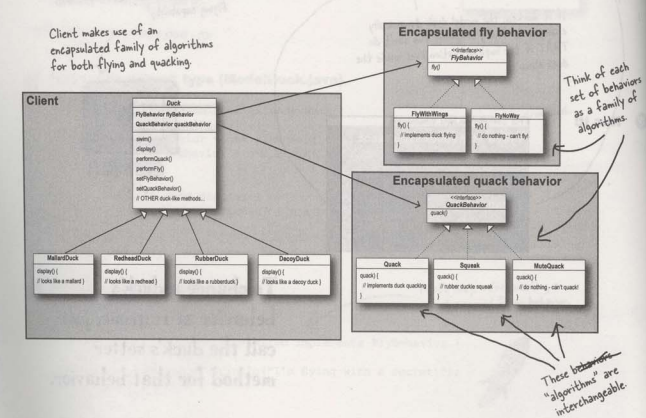 Client makes use of an
encapsulated family of algorithms
for both flying and quacking.
Client
Duck
FlyBehavior flyBehavior
QuackBehavior quackBehavior
swim()
display()
performQuack()
performFly()
setFlyBehavior()
setQuackBehavior()
// OTHER duck-like methods...
MallardDuck
display() {
// looks like a mallard }
RedheadDuck
display() {
// looks like a redhead }
RubberDuck
display() {
// looks like a rubberduck }
DecoyDuck
display() {
// looks like a decoy duck }
Encapsulated fly behavior
<<interface>>
FlyBehavior
fly()
FlyWithWings
fly() {
// implements duck flying
}
FlyNoWay
fly() {
// do nothing - can't fly!
}
Think of each
set of behaviors
as a family of
algorithms.
Encapsulated quack behavior
<<interface>>
QuackBehavior
quack()
Quack
quack) {
// implements duck quacking
}
Squeak
quack() {
// rubber duckie squeak
}
MuteQuack
quack() {
// do nothing - can't quack!
}
These behaviors
"algorithms" are
interchangeable.
call the duck's setter
method for that behavior.